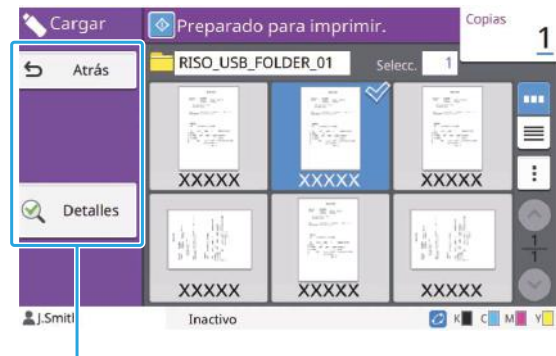 Cargar
Preparado para imprimir.
Copias
1
Atrás
RISO_USB_FOLDER_01
Selecc. 1
XXXXX XXXXX XXXXX
Detalles
1
1
XXXXX XXXXX XXXXX
J.Smith
Inactivo
K C M Y